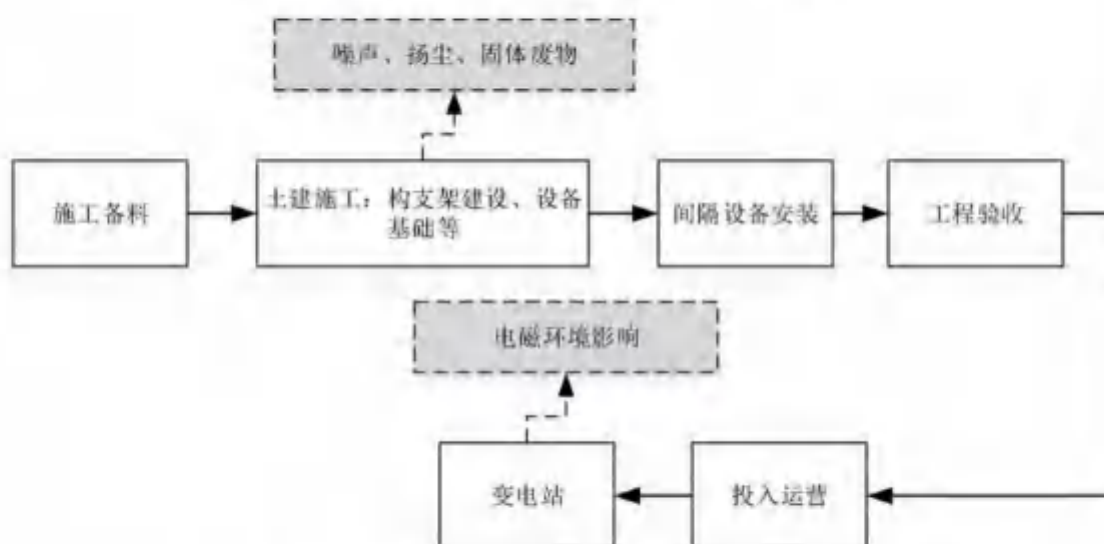 噪声、扬尘、固体废物
施工备料
土建施工：构支架建设、设备
基础等
间隔设备安装
工程验收
电磁环境影响
变电站
投入运营